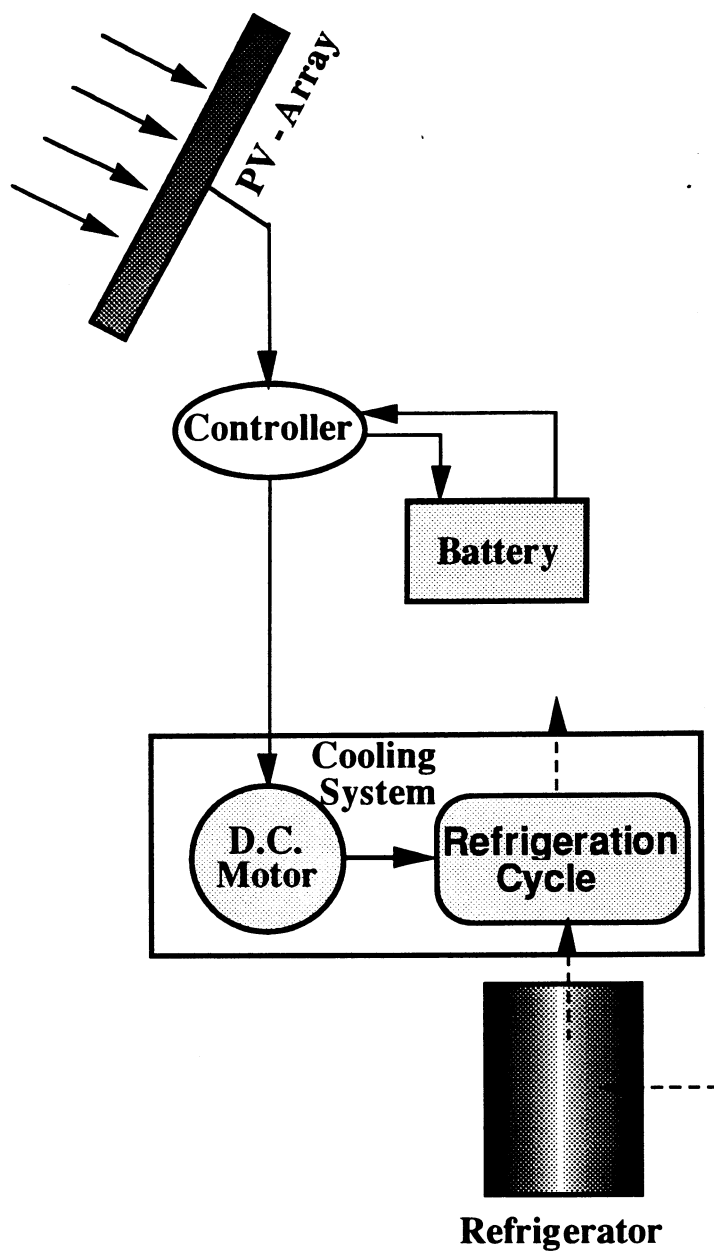 PV - Array
Controller
Battery
Cooling
System
D.C.
Motor
Refrigeration
Cycle
Refrigerator